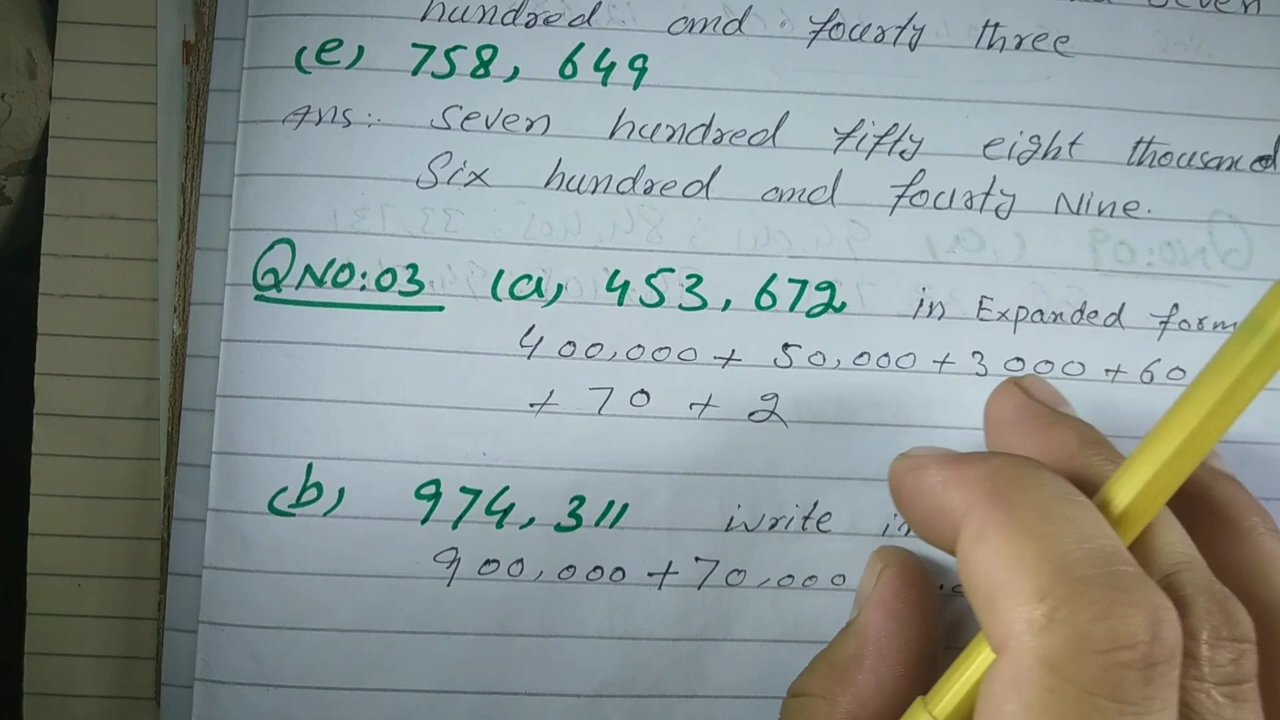 hundred and fourty three
(e) 758, 649
Ans:- Seven hundred fifty eight thousand
Six hundred and fourty Nine.
QNO:03 (a) 453,672 in Expanded form
400,000 + 50,000 + 3000 + 60
+ 70 + 2
(b) 974,311 write in
900,000 + 70,000